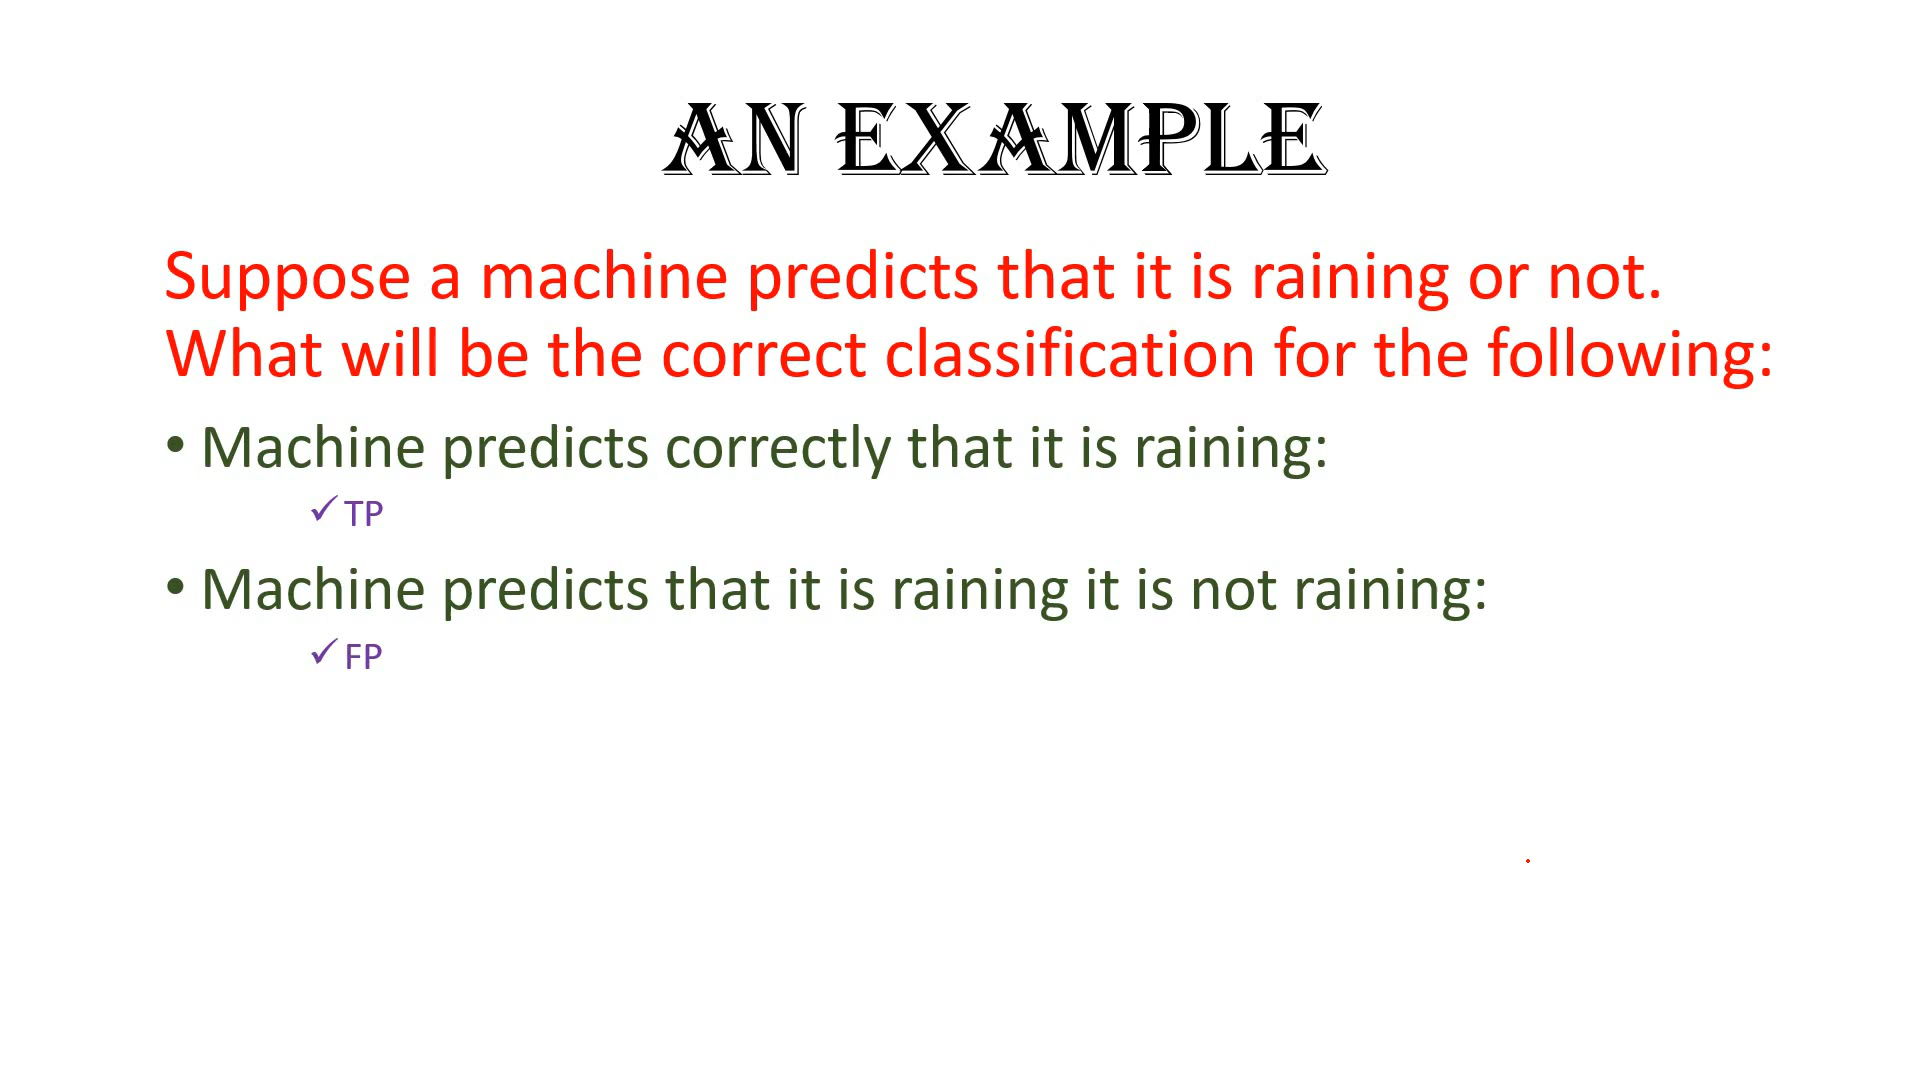 AN EXAMPLE
Suppose a machine predicts that it is raining or not.
What will be the correct classification for the following:
• Machine predicts correctly that it is raining:
✓ TP
• Machine predicts that it is raining it is not raining:
✓ FP